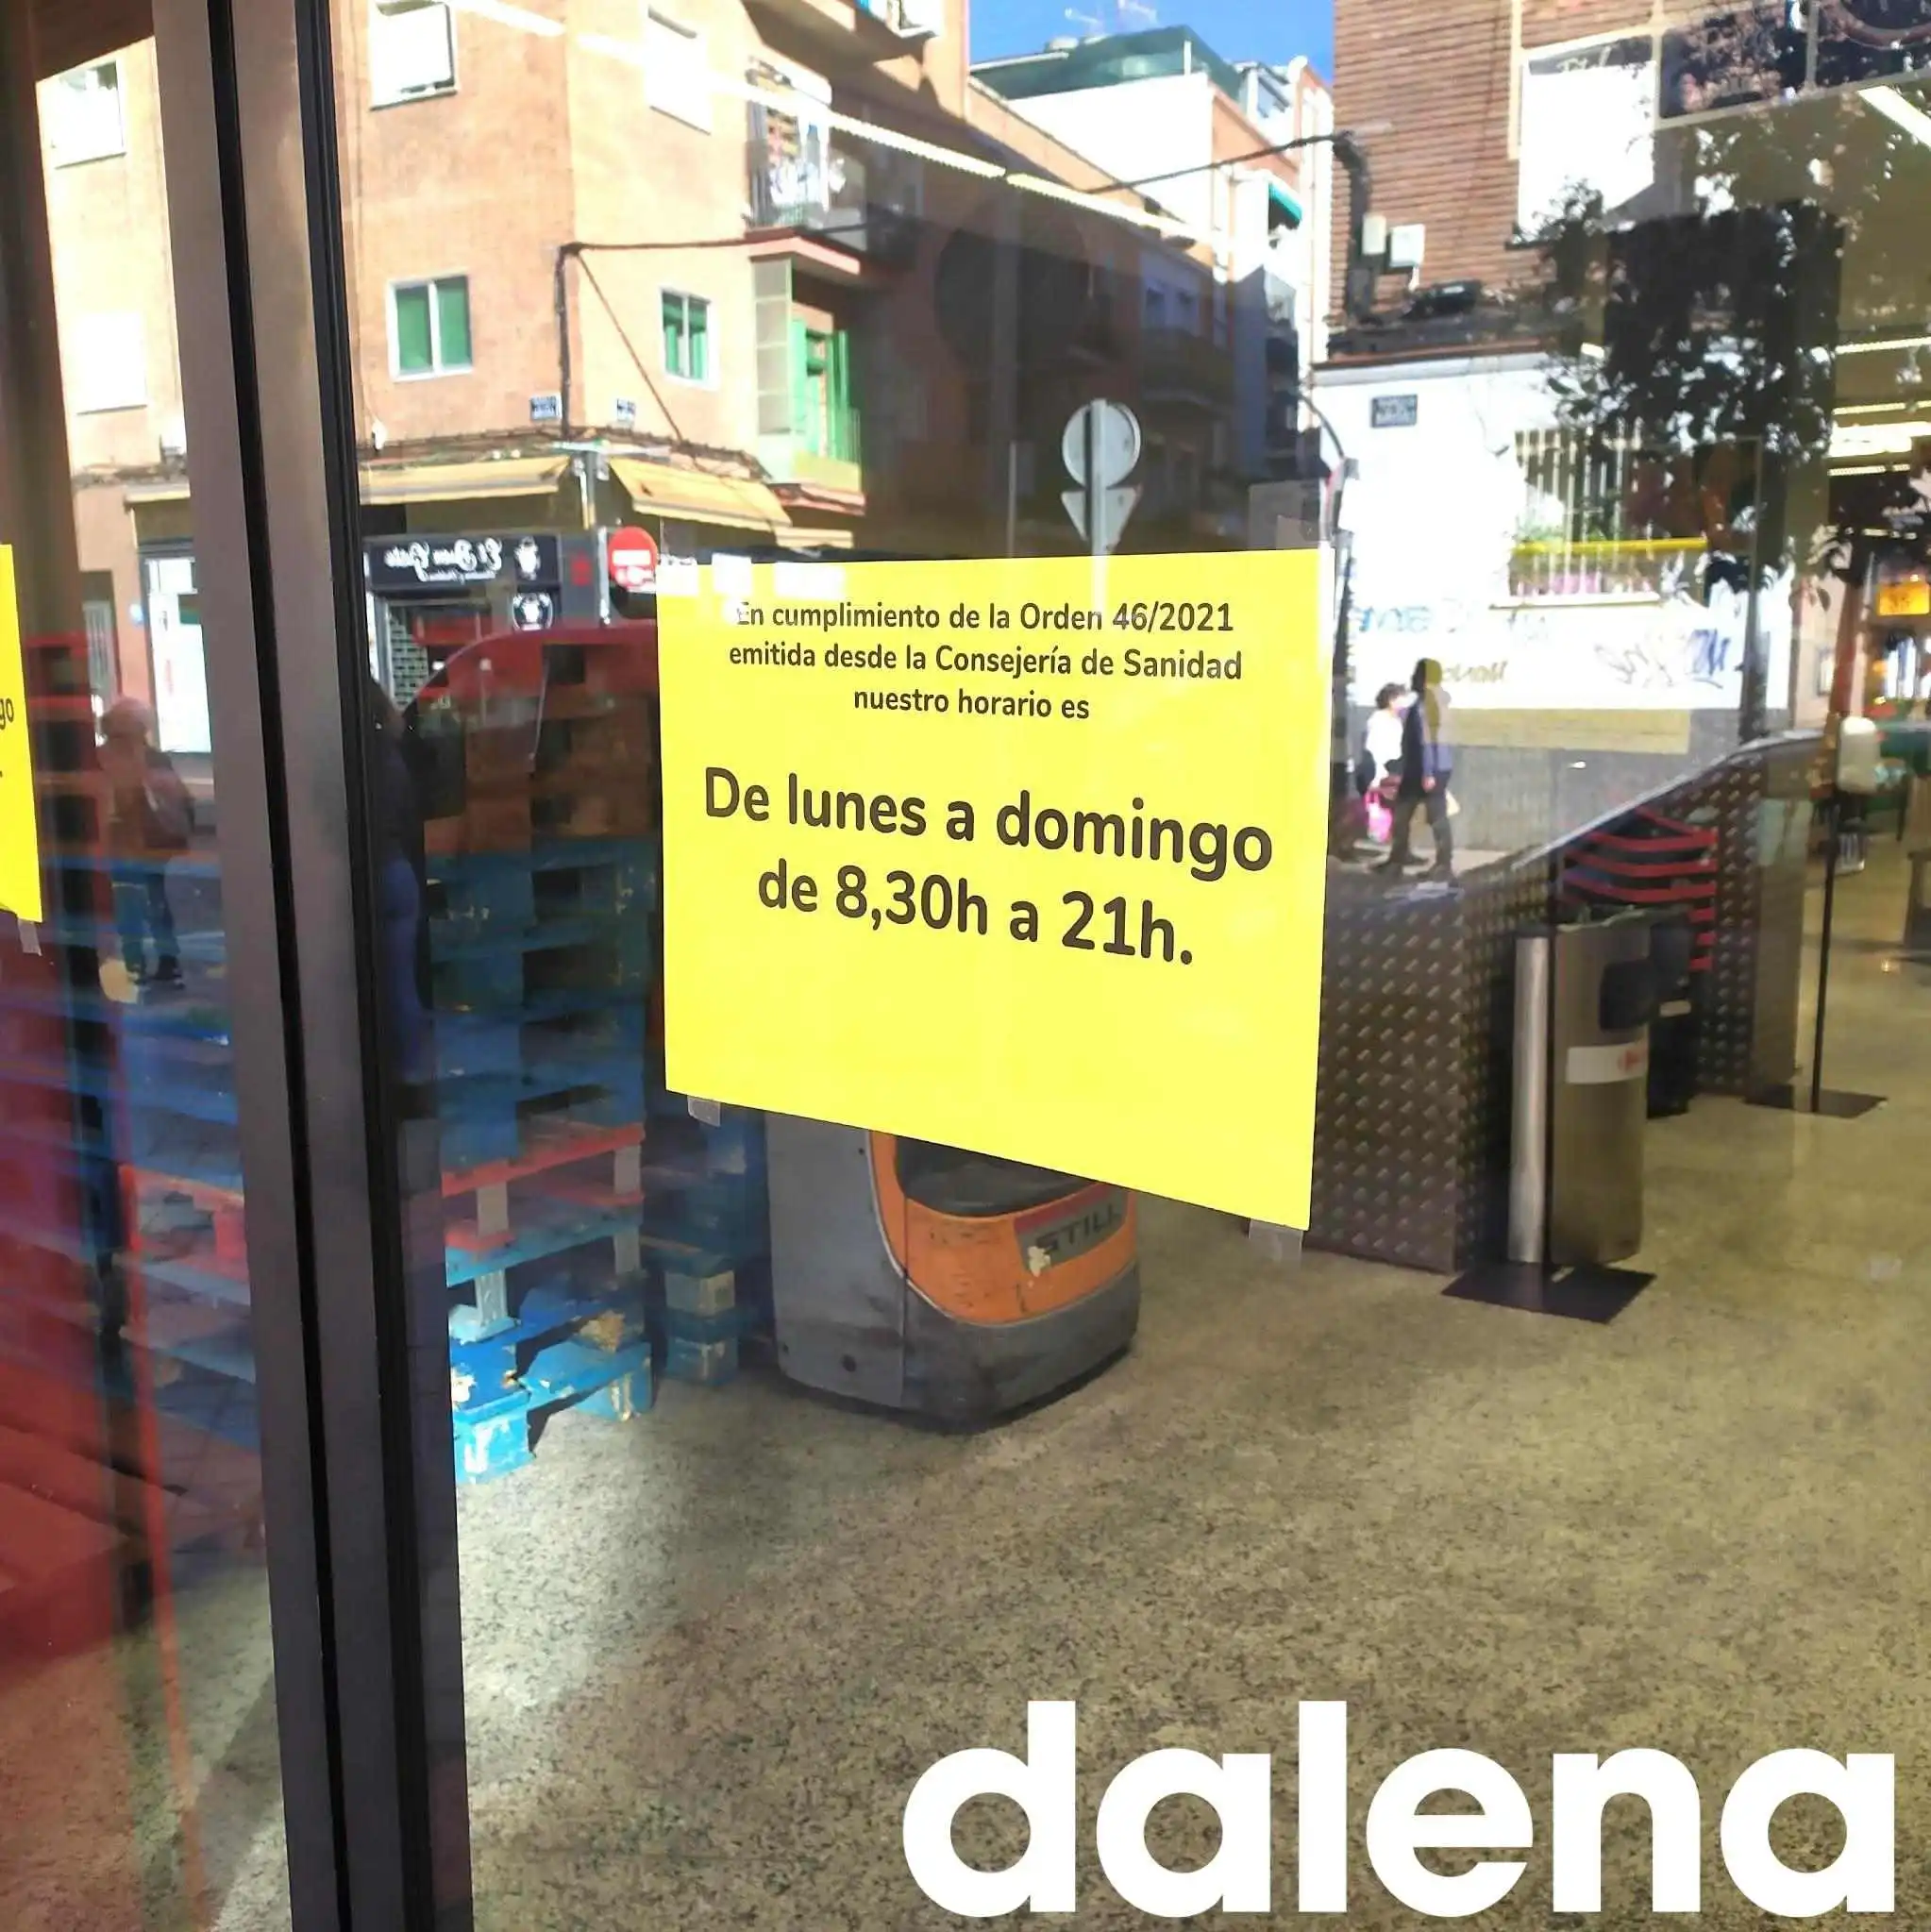 En cumplimiento de la Orden 46/2021
emitida desde la Consejería de Sanidad
nuestro horario es
De lunes a domingo
de 8,30h a 21h.
go
STILL
dalena